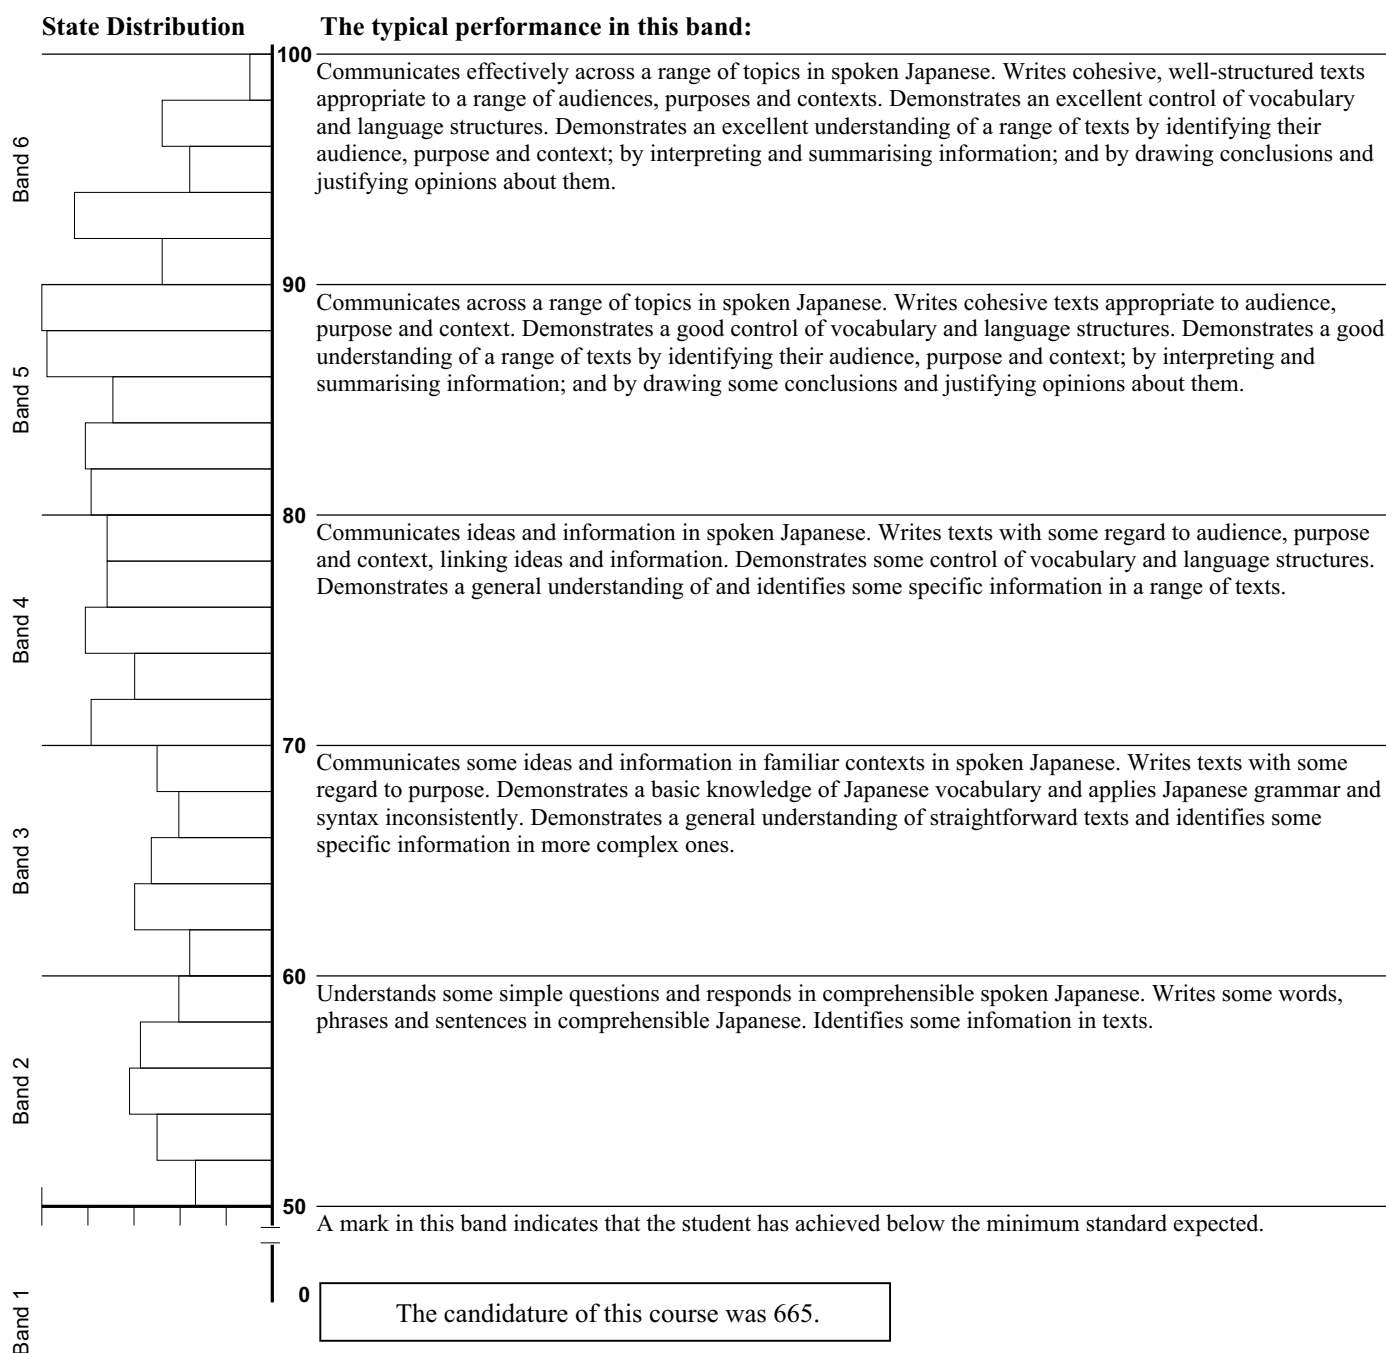 State Distribution
The typical performance in this band:
100
Communicates effectively across a range of topics in spoken Japanese. Writes cohesive, well-structured texts
appropriate to a range of audiences, purposes and contexts. Demonstrates an excellent control of vocabulary
and language structures. Demonstrates an excellent understanding of a range of texts by identifying their
audience, purpose and context; by interpreting and summarising information; and by drawing conclusions and
justifying opinions about them.
Band 6
90
Communicates across a range of topics in spoken Japanese. Writes cohesive texts appropriate to audience,
purpose and context. Demonstrates a good control of vocabulary and language structures. Demonstrates a good
understanding of a range of texts by identifying their audience, purpose and context; by interpreting and
summarising information; and by drawing some conclusions and justifying opinions about them.
Band 5
80
Communicates ideas and information in spoken Japanese. Writes texts with some regard to audience, purpose
and context, linking ideas and information. Demonstrates some control of vocabulary and language structures.
Demonstrates a general understanding of and identifies some specific information in a range of texts.
Band 4
70
Communicates some ideas and information in familiar contexts in spoken Japanese. Writes texts with some
regard to purpose. Demonstrates a basic knowledge of Japanese vocabulary and applies Japanese grammar and
syntax inconsistently. Demonstrates a general understanding of straightforward texts and identifies some
specific information in more complex ones.
Band 3
60
Understands some simple questions and responds in comprehensible spoken Japanese. Writes some words,
phrases and sentences in comprehensible Japanese. Identifies some infomation in texts.
Band 2
50
A mark in this band indicates that the student has achieved below the minimum standard expected.
0
Band 1
The candidature of this course was 665.